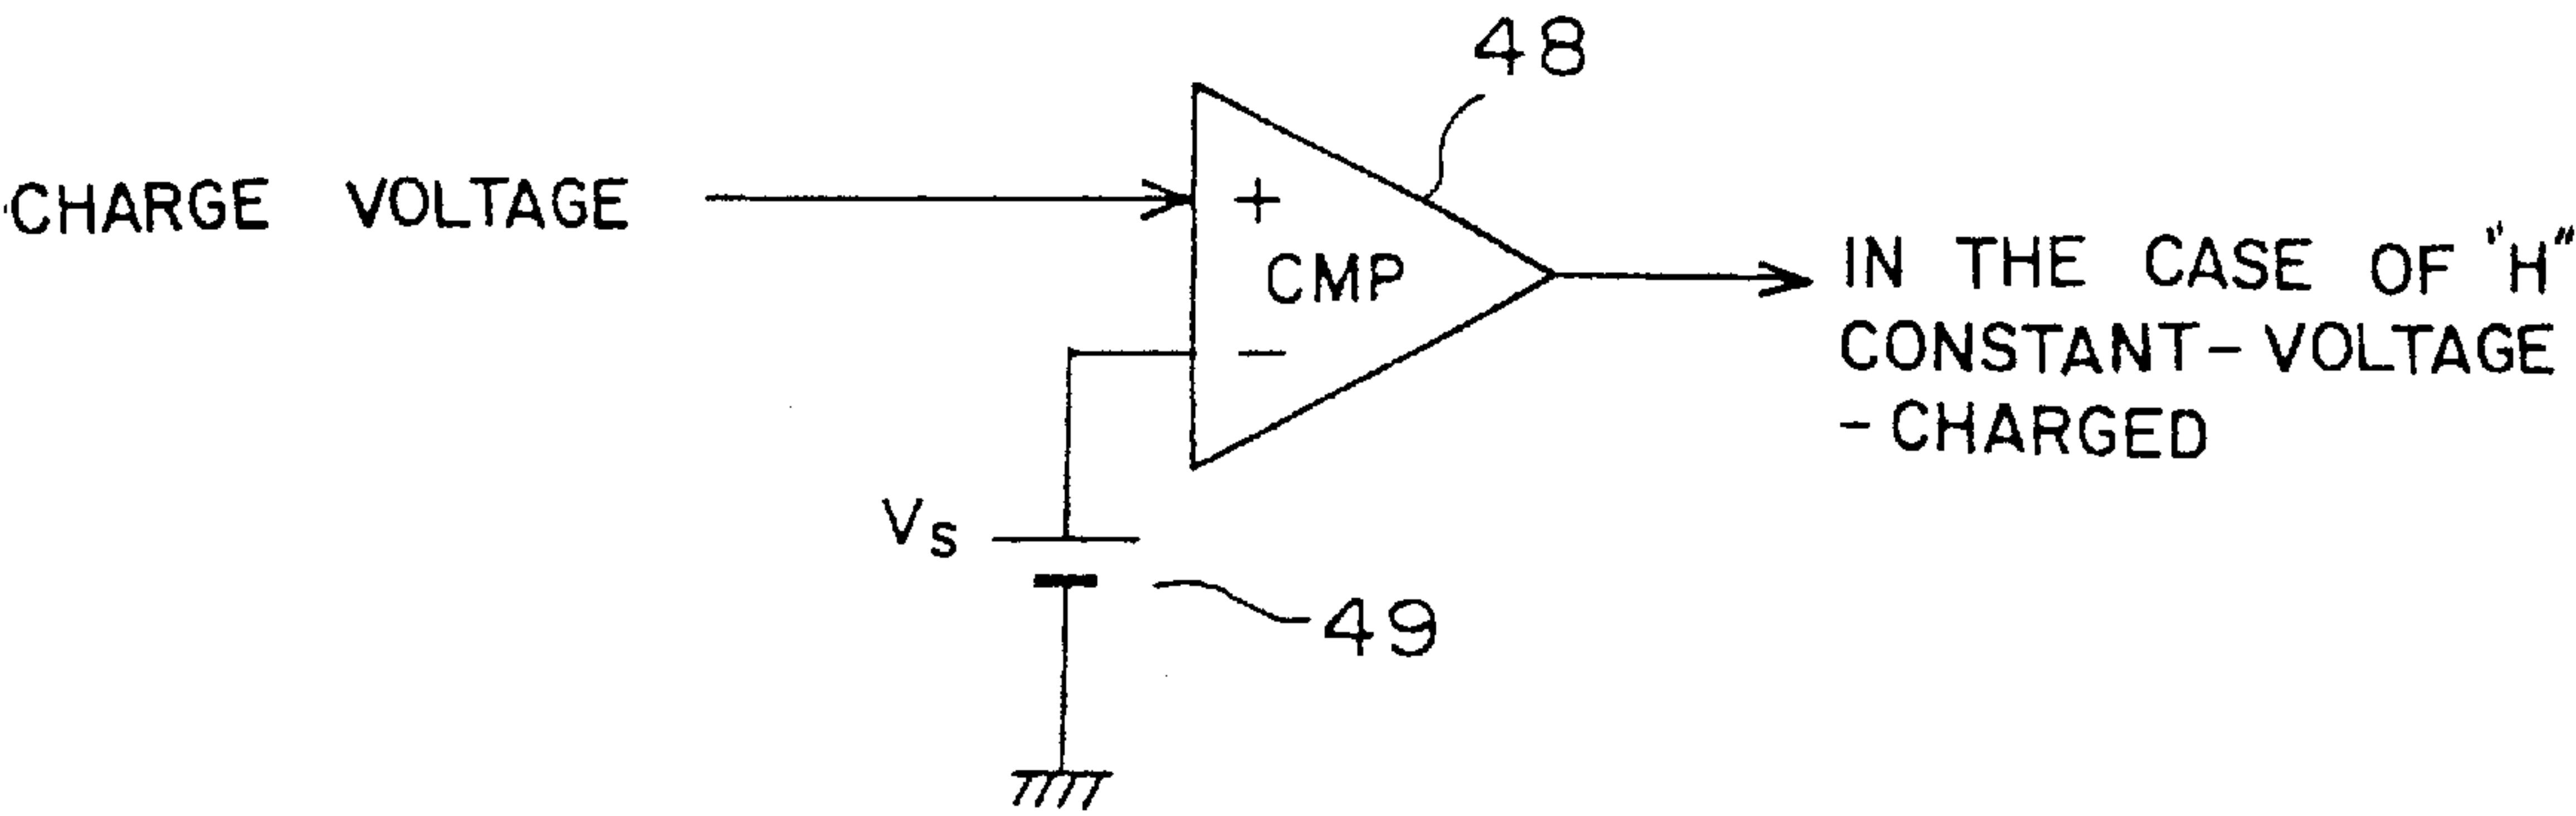 48
CHARGE VOLTAGE
+
CMP
−
IN THE CASE OF "H"
CONSTANT-VOLTAGE
-CHARGED
Vs
49